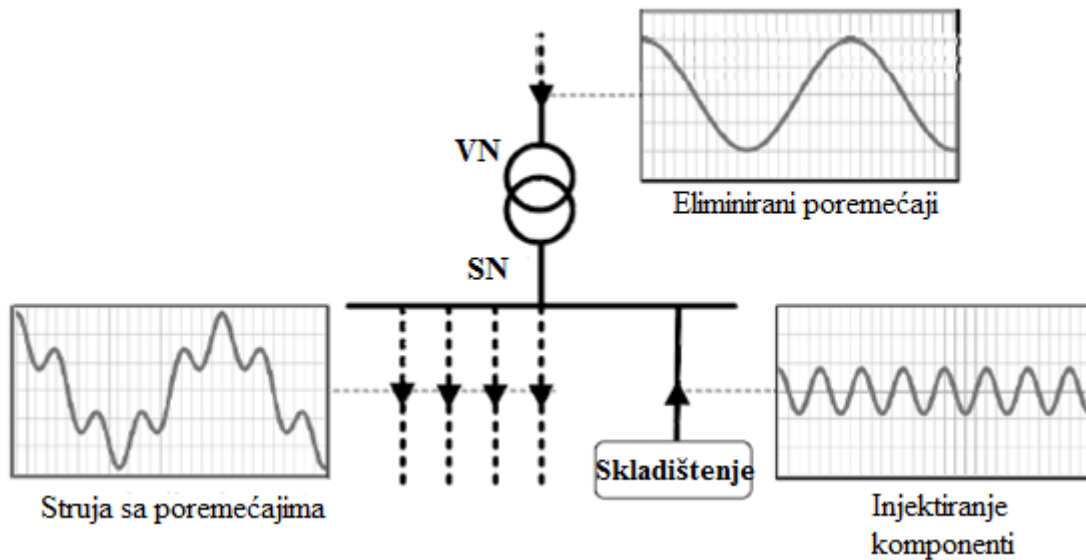 VN
Eliminirani poremećaji
SN
Skladištenje
Struja sa poremećajima
Injektiranje
komponenti